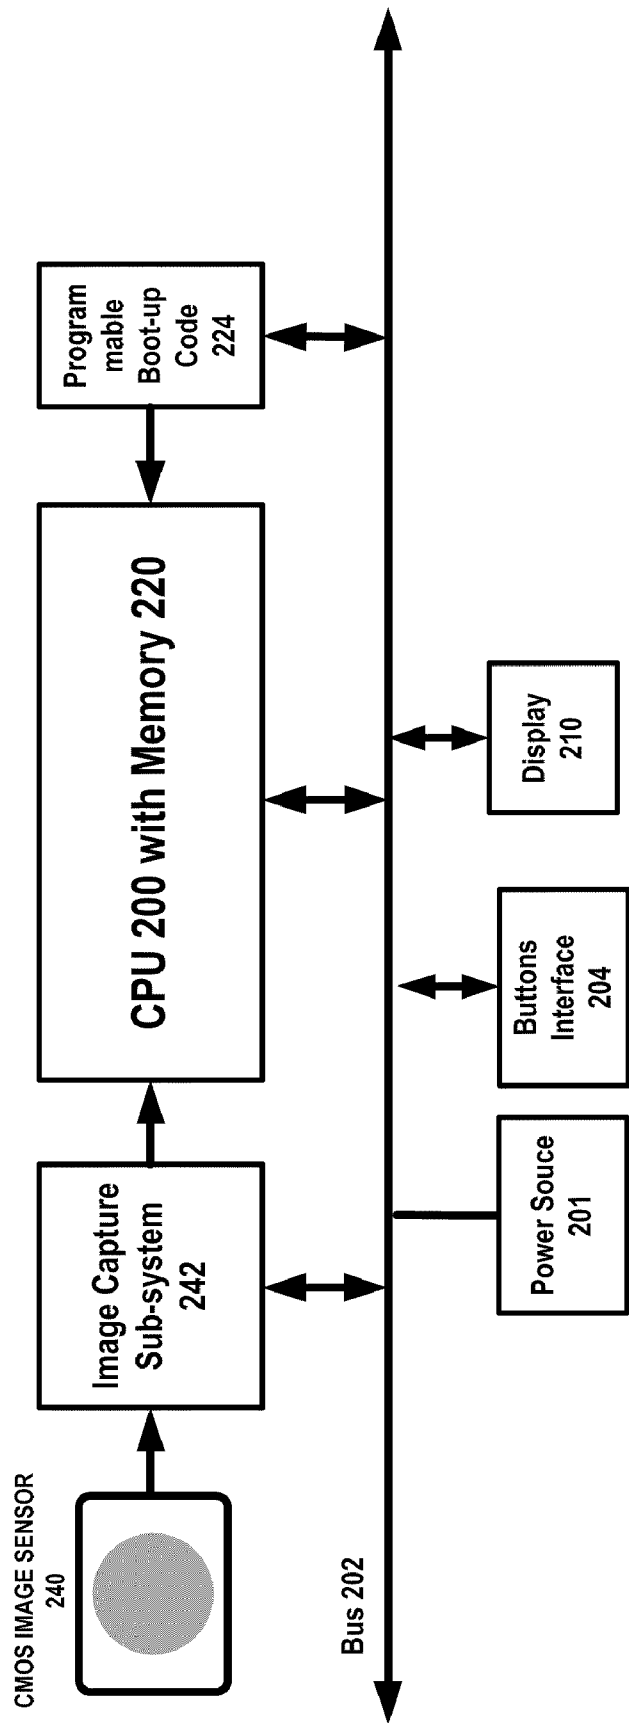 CMOS IMAGE SENSOR
240
Image Capture
Sub-system
242
CPU 200 with Memory 220
Program
mable
Boot-up
Code
224
Bus 202
Power Souce
201
Buttons
Interface
204
Display
210